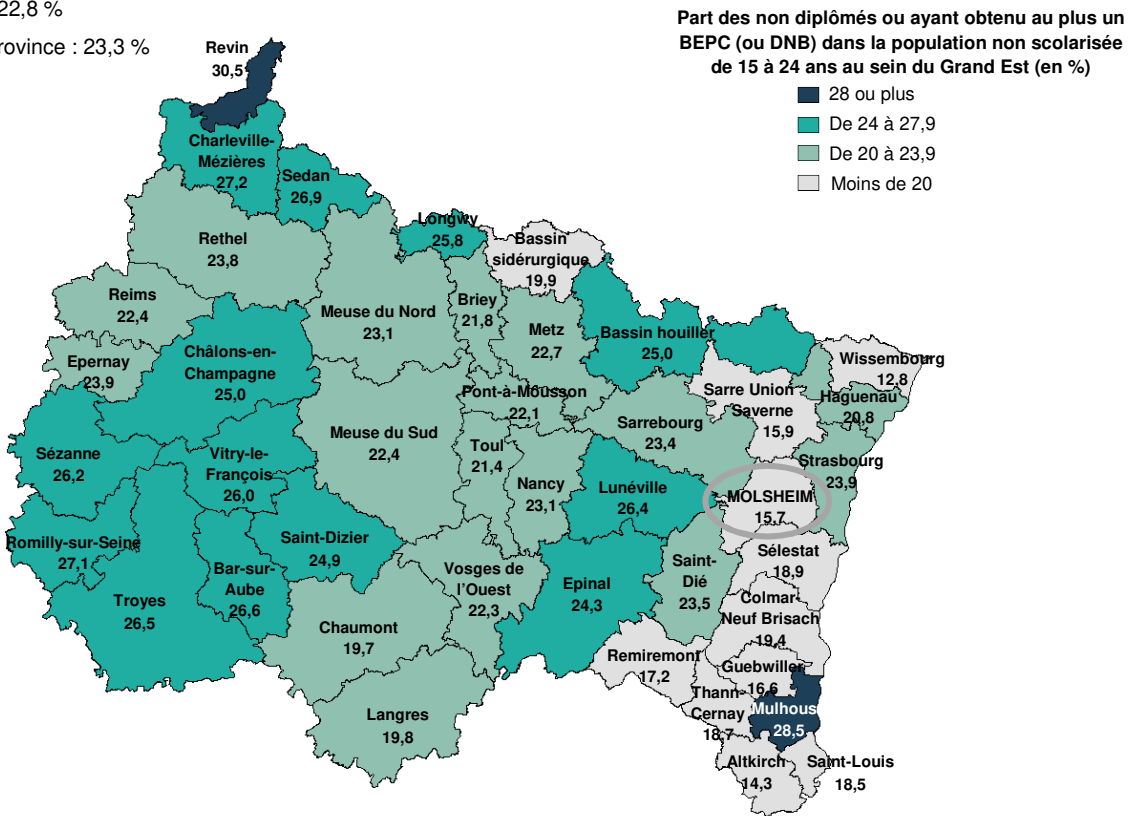 22,8 %
rovince : 23,3 %
Part des non diplômés ou ayant obtenu au plus un
BEPC (ou DNB) dans la population non scolarisée
de 15 à 24 ans au sein du Grand Est (en %)
28 ou plus
De 24 à 27,9
De 20 à 23,9
Moins de 20
Revin
30,5
Charleville-
Mézières
27,2
Sedan
26,9
Longwy
25,8
Bassin
sidérurgique
19,9
Rethel
23,8
Reims
22,4
Meuse du Nord
23,1
Briey
21,8
Metz
22,7
Bassin houiller
25,0
Wissembourg
12,8
Epernay
23,9
Châlons-en-
Champagne
25,0
Pont-à-Mousson
22,1
Sarre Union
Saverne
15,9
Haguenau
20,8
Sézanne
26,2
Vitry-le-
François
26,0
Meuse du Sud
22,4
Toul
21,4
Nancy
23,1
Sarrebourg
23,4
Lunéville
26,4
Strasbourg
23,9
MOLSHEIM
15,7
Romilly-sur-Seine
27,1
Saint-Dizier
24,9
Sélestat
18,9
Troyes
26,5
Bar-sur-
Aube
26,6
Vosges de
l'Ouest
22,3
Epinal
24,3
Saint-
Dié
23,5
Colmar-
Neuf Brisach
19,4
Chaumont
19,7
Remiremont
17,2
Guebwiller
16,6
Thann-
Cernay
18,7
Mulhous
28,5
Langres
19,8
Altkirch
14,3
Saint-Louis
18,5